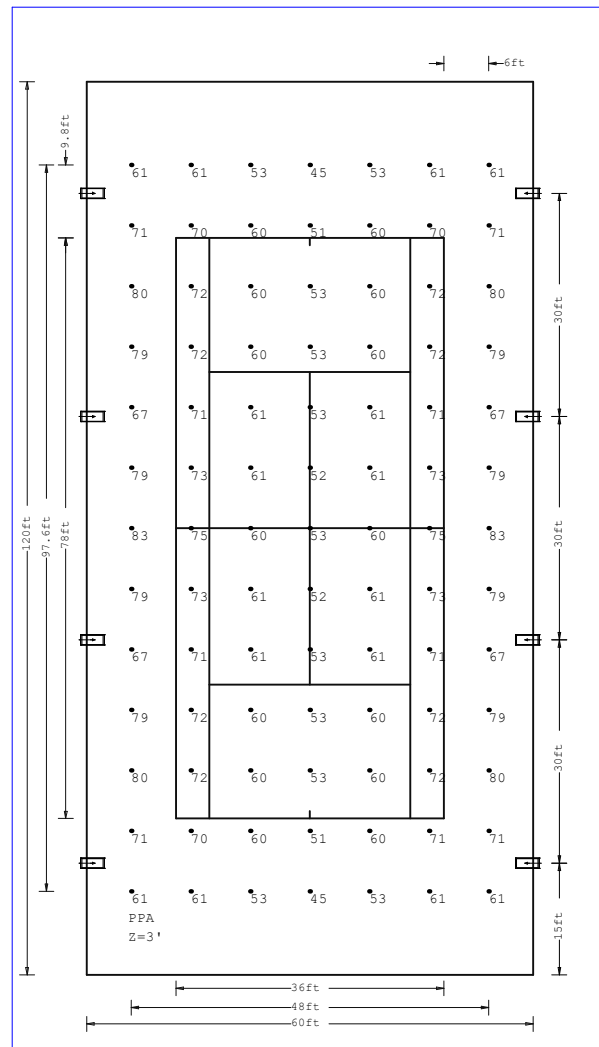 6ft
9.8ft
61 61 53 45 53 61 61
71 70 60 51 60 70 71
80 72 60 53 60 72 80
30ft
79 72 60 53 60 72 79
67 71 61 53 61 71 67
79 73 61 52 61 73 79
120ft 97.6ft 78ft
83 75 60 53 60 75 83
30ft
79 73 61 52 61 73 79
67 71 61 53 61 71 67
79 72 60 53 60 72 79
30ft
80 72 60 53 60 72 80
71 70 60 51 60 71 71
61 61 53 45 53 61 61
PPA
Z=3'
15ft
36ft
48ft
60ft